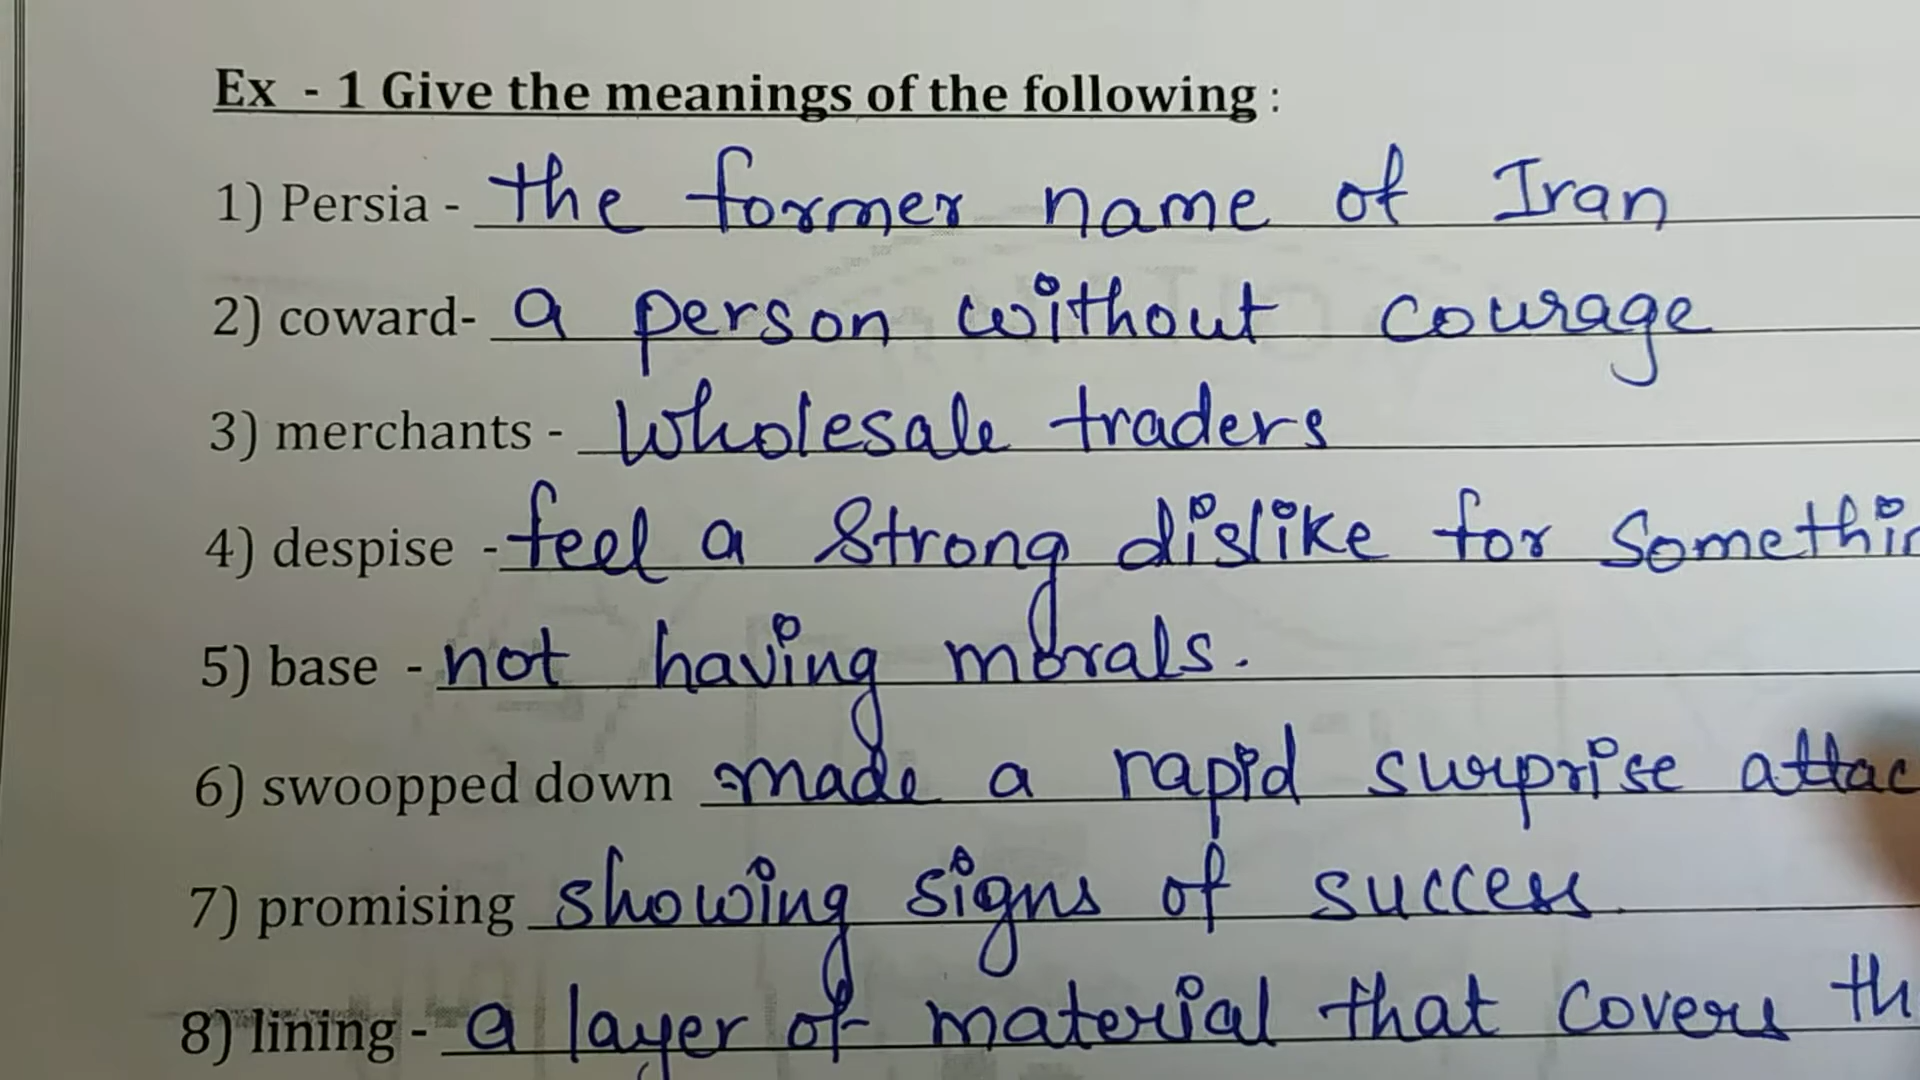 Ex - 1 Give the meanings of the following :
1) Persia - the former name of Iran
2) coward- a person without courage
3) merchants - Wholesale traders
4) despise - feel a strong dislike for somethin
5) base - not having morals.
6) swoopped down - made a rapid surprise attac
7) promising showing signs of success
8) lining - a layer of material that covers th